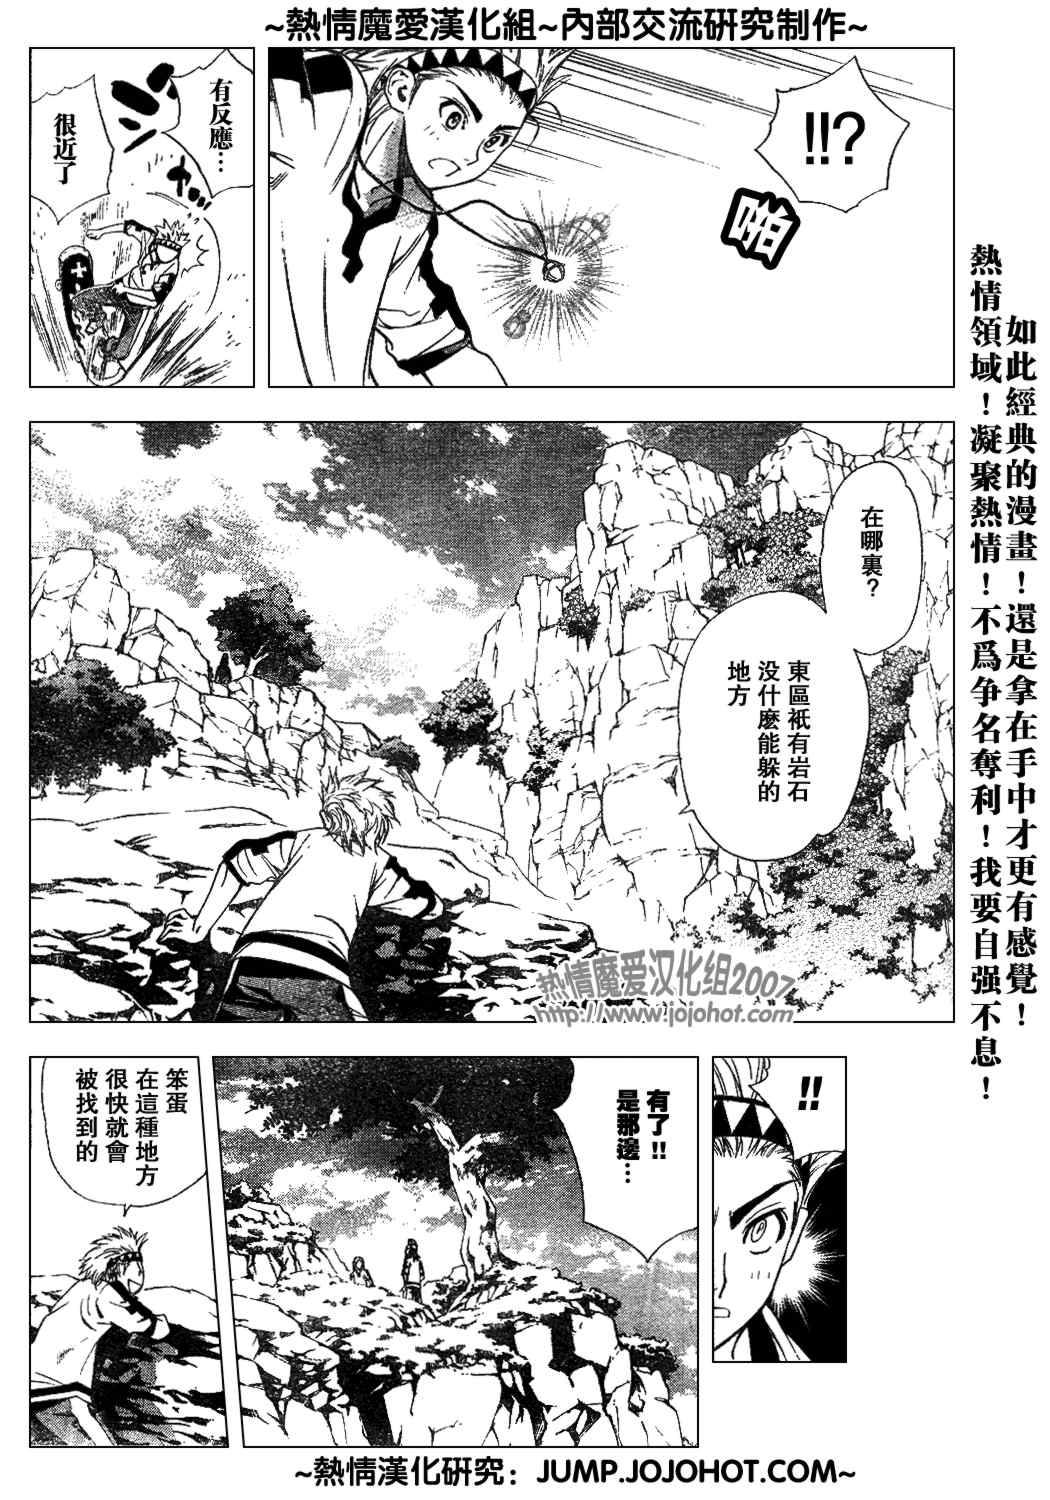 ~熱情魔愛漢化組~內部交流研究制作~
!!?
啪
有反應…
很近了
在哪裏?
東區衹有岩石
没什麽能躲的
地方
如此經典的漫畫！還是拿在手中才更有感覺！
熱情領域！凝聚熱情！不爲争名奪利！我要自强不息！
热情魔爱汉化组2007
http://www.jojohot.com
!!
有了!!
是那邊…
笨蛋
在這種地方
很快就會
被找到的
~熱情漢化研究：JUMP.JOJOHOT.COM~